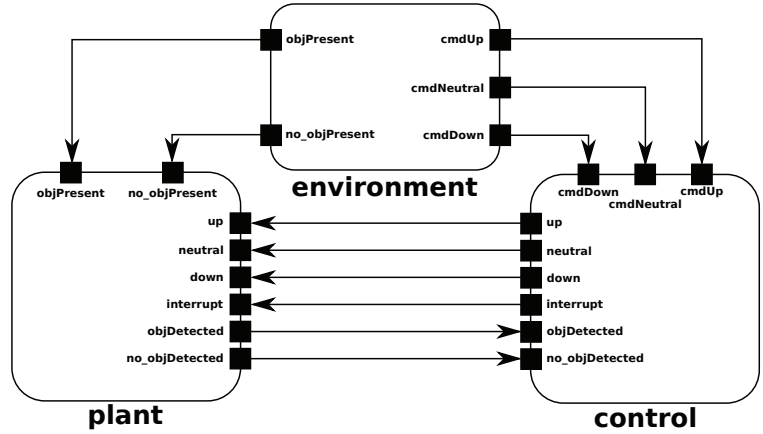 objPresent
cmdUp
cmdNeutral
no_objPresent
cmdDown
environment
objPresent
no_objPresent
cmdDown
cmdUp
cmdNeutral
up
up
neutral
neutral
down
down
interrupt
interrupt
objDetected
objDetected
no_objDetected
no_objDetected
plant
control